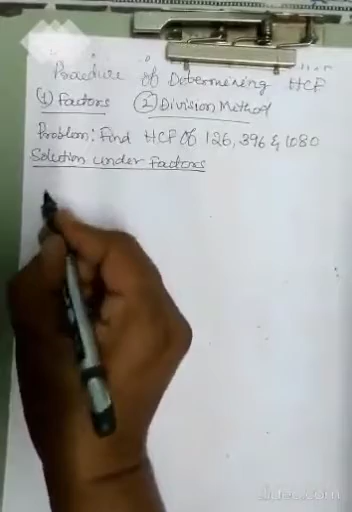 Procedure of Determining HCF
(1) Factors (2) Division Method
Problem: Find HCF of 126, 396 & 1080
Solution under Factors